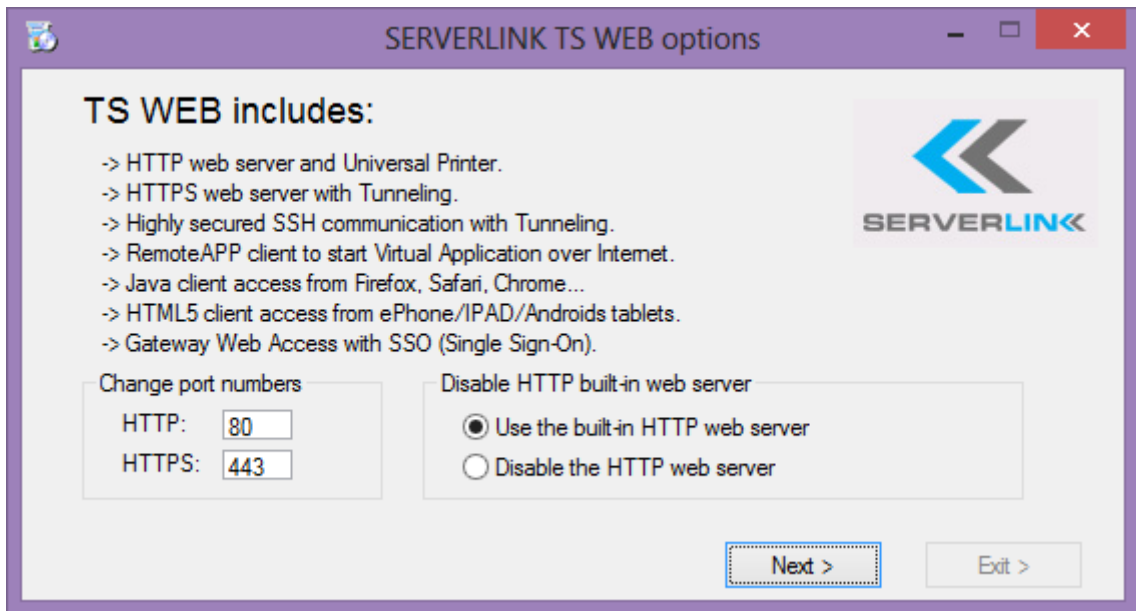 SERVERLINK TS WEB options
TS WEB includes:
-> HTTP web server and Universal Printer.
-> HTTPS web server with Tunneling.
-> Highly secured SSH communication with Tunneling.
-> RemoteAPP client to start Virtual Application over Internet.
-> Java client access from Firefox, Safari, Chrome...
-> HTML5 client access from ePhone/IPAD/Androids tablets.
-> Gateway Web Access with SSO (Single Sign-On).
SERVERLINK
Change port numbers
HTTP: 80
HTTPS: 443
Disable HTTP built-in web server
Use the built-in HTTP web server
Disable the HTTP web server
Next >
Exit >